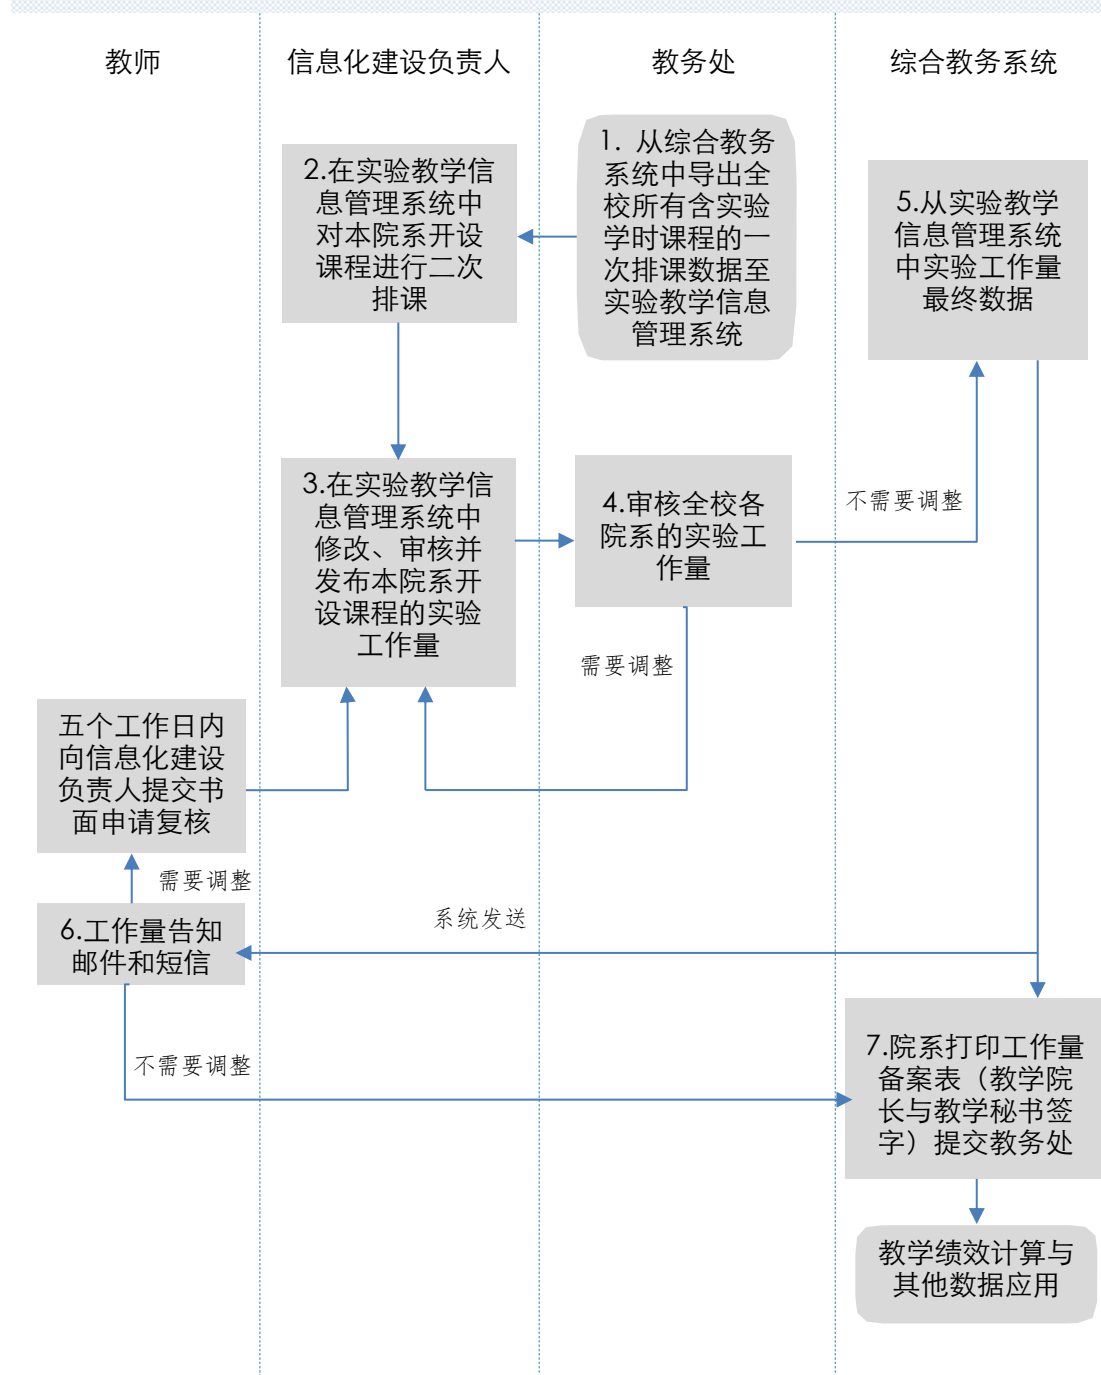 教师
信息化建设负责人
教务处
综合教务系统
1. 从综合教务
系统中导出全
校所有含实验
学时课程的一
次排课数据至
实验教学信息
管理系统
2.在实验教学信
息管理系统中
对本院系开设
课程进行二次
排课
5.从实验教学
信息管理系统
中实验工作量
最终数据
3.在实验教学信
息管理系统中
修改、审核并
发布本院系开
设课程的实验
工作量
4.审核全校各
院系的实验工
作量
不需要调整
需要调整
五个工作日内
向信息化建设
负责人提交书
面申请复核
需要调整
6.工作量告知
邮件和短信
系统发送
不需要调整
7.院系打印工作量
备案表（教学院
长与教学秘书签
字）提交教务处
教学绩效计算与
其他数据应用